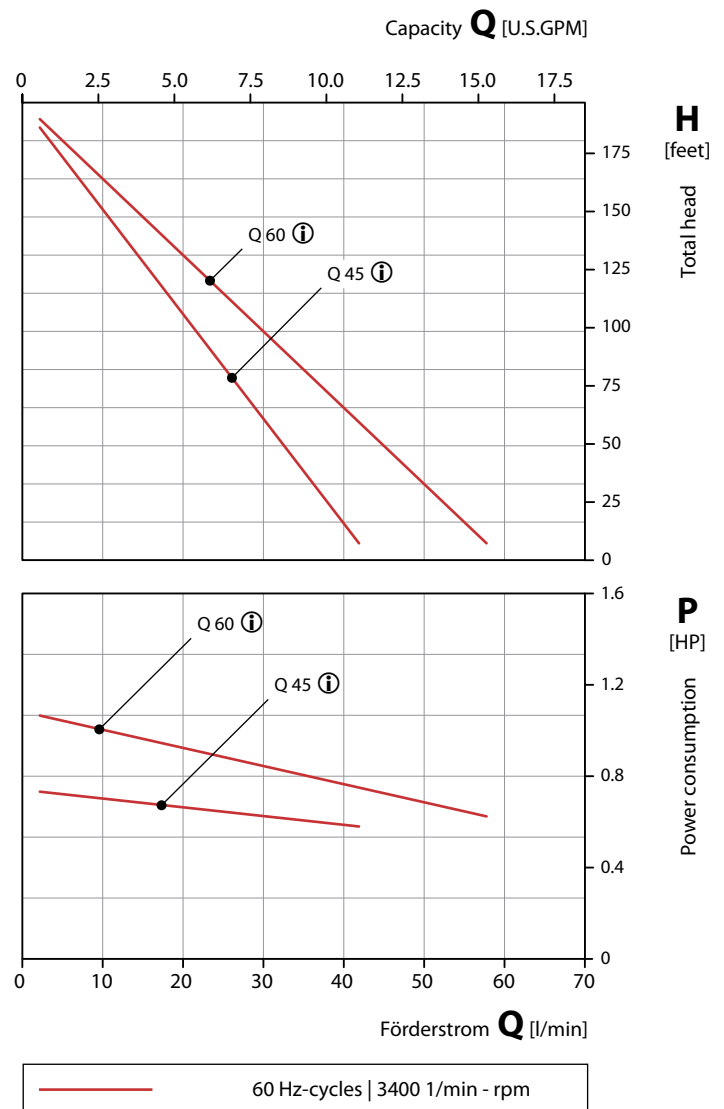 Capacity Q [U.S.GPM]
0 2.5 5.0 7.5 10.0 12.5 15.0 17.5
H
[feet]
Total head
175
150
125
100
75
50
25
0
Q 60 i
Q 45 i
P
[HP]
Power consumption
1.6
1.2
0.8
0.4
0
Q 60 i
Q 45 i
0 10 20 30 40 50 60 70
Förderstrom Q [l/min]
60 Hz-cycles | 3400 1/min - rpm